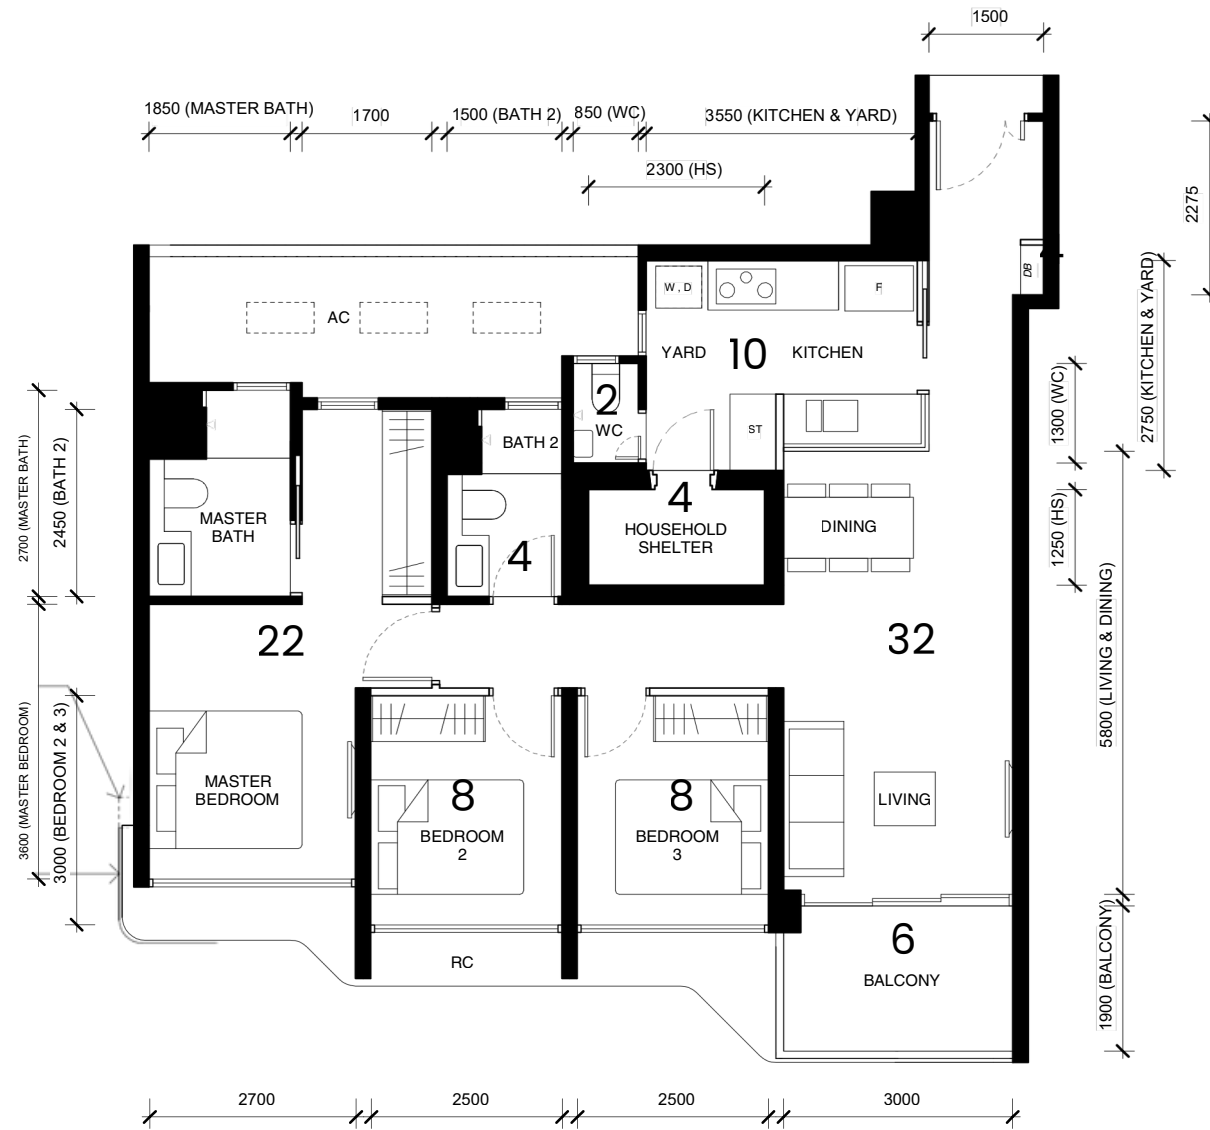 1500
1850 (MASTER BATH)
1700
1500 (BATH 2)
850 (WC)
3550 (KITCHEN & YARD)
2300 (HS)
2275
DB
W , D
F
AC
YARD
10
KITCHEN
2750 (KITCHEN & YARD)
2
WC
1300 (WC)
ST
BATH 2
2700 (MASTER BATH)
2450 (BATH 2)
MASTER
BATH
4
4
HOUSEHOLD
SHELTER
DINING
1250 (HS)
22
32
5800 (LIVING & DINING)
3600 (MASTER BEDROOM)
3000 (BEDROOM 2 & 3)
MASTER
BEDROOM
8
BEDROOM
2
8
BEDROOM
3
LIVING
6
BALCONY
1900 (BALCONY)
RC
2700
2500
2500
3000